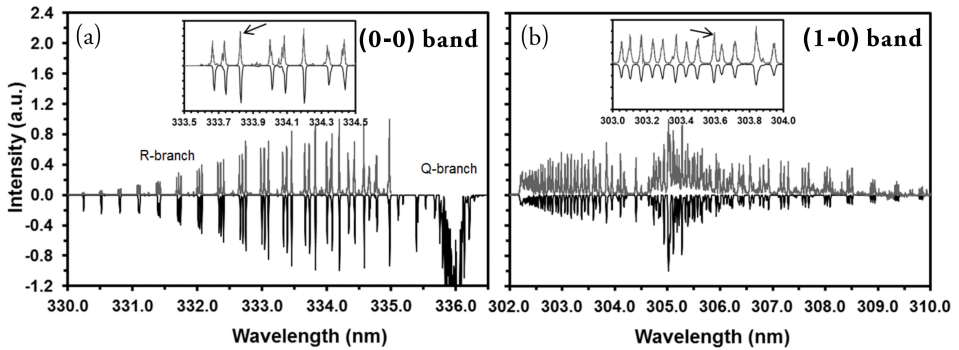 (a)
(0-0) band
333.5 333.7 333.9 334.1 334.3 334.5
R-branch
Q-branch
2.4
2.0
1.6
1.2
0.8
0.4
0.0
-0.4
-0.8
-1.2
Intensity (a.u.)
330.0 331.0 332.0 333.0 334.0 335.0 336.0
Wavelength (nm)
(b)
(1-0) band
303.0 303.2 303.4 303.6 303.8 304.0
302.0 303.0 304.0 305.0 306.0 307.0 308.0 309.0 310.0
Wavelength (nm)